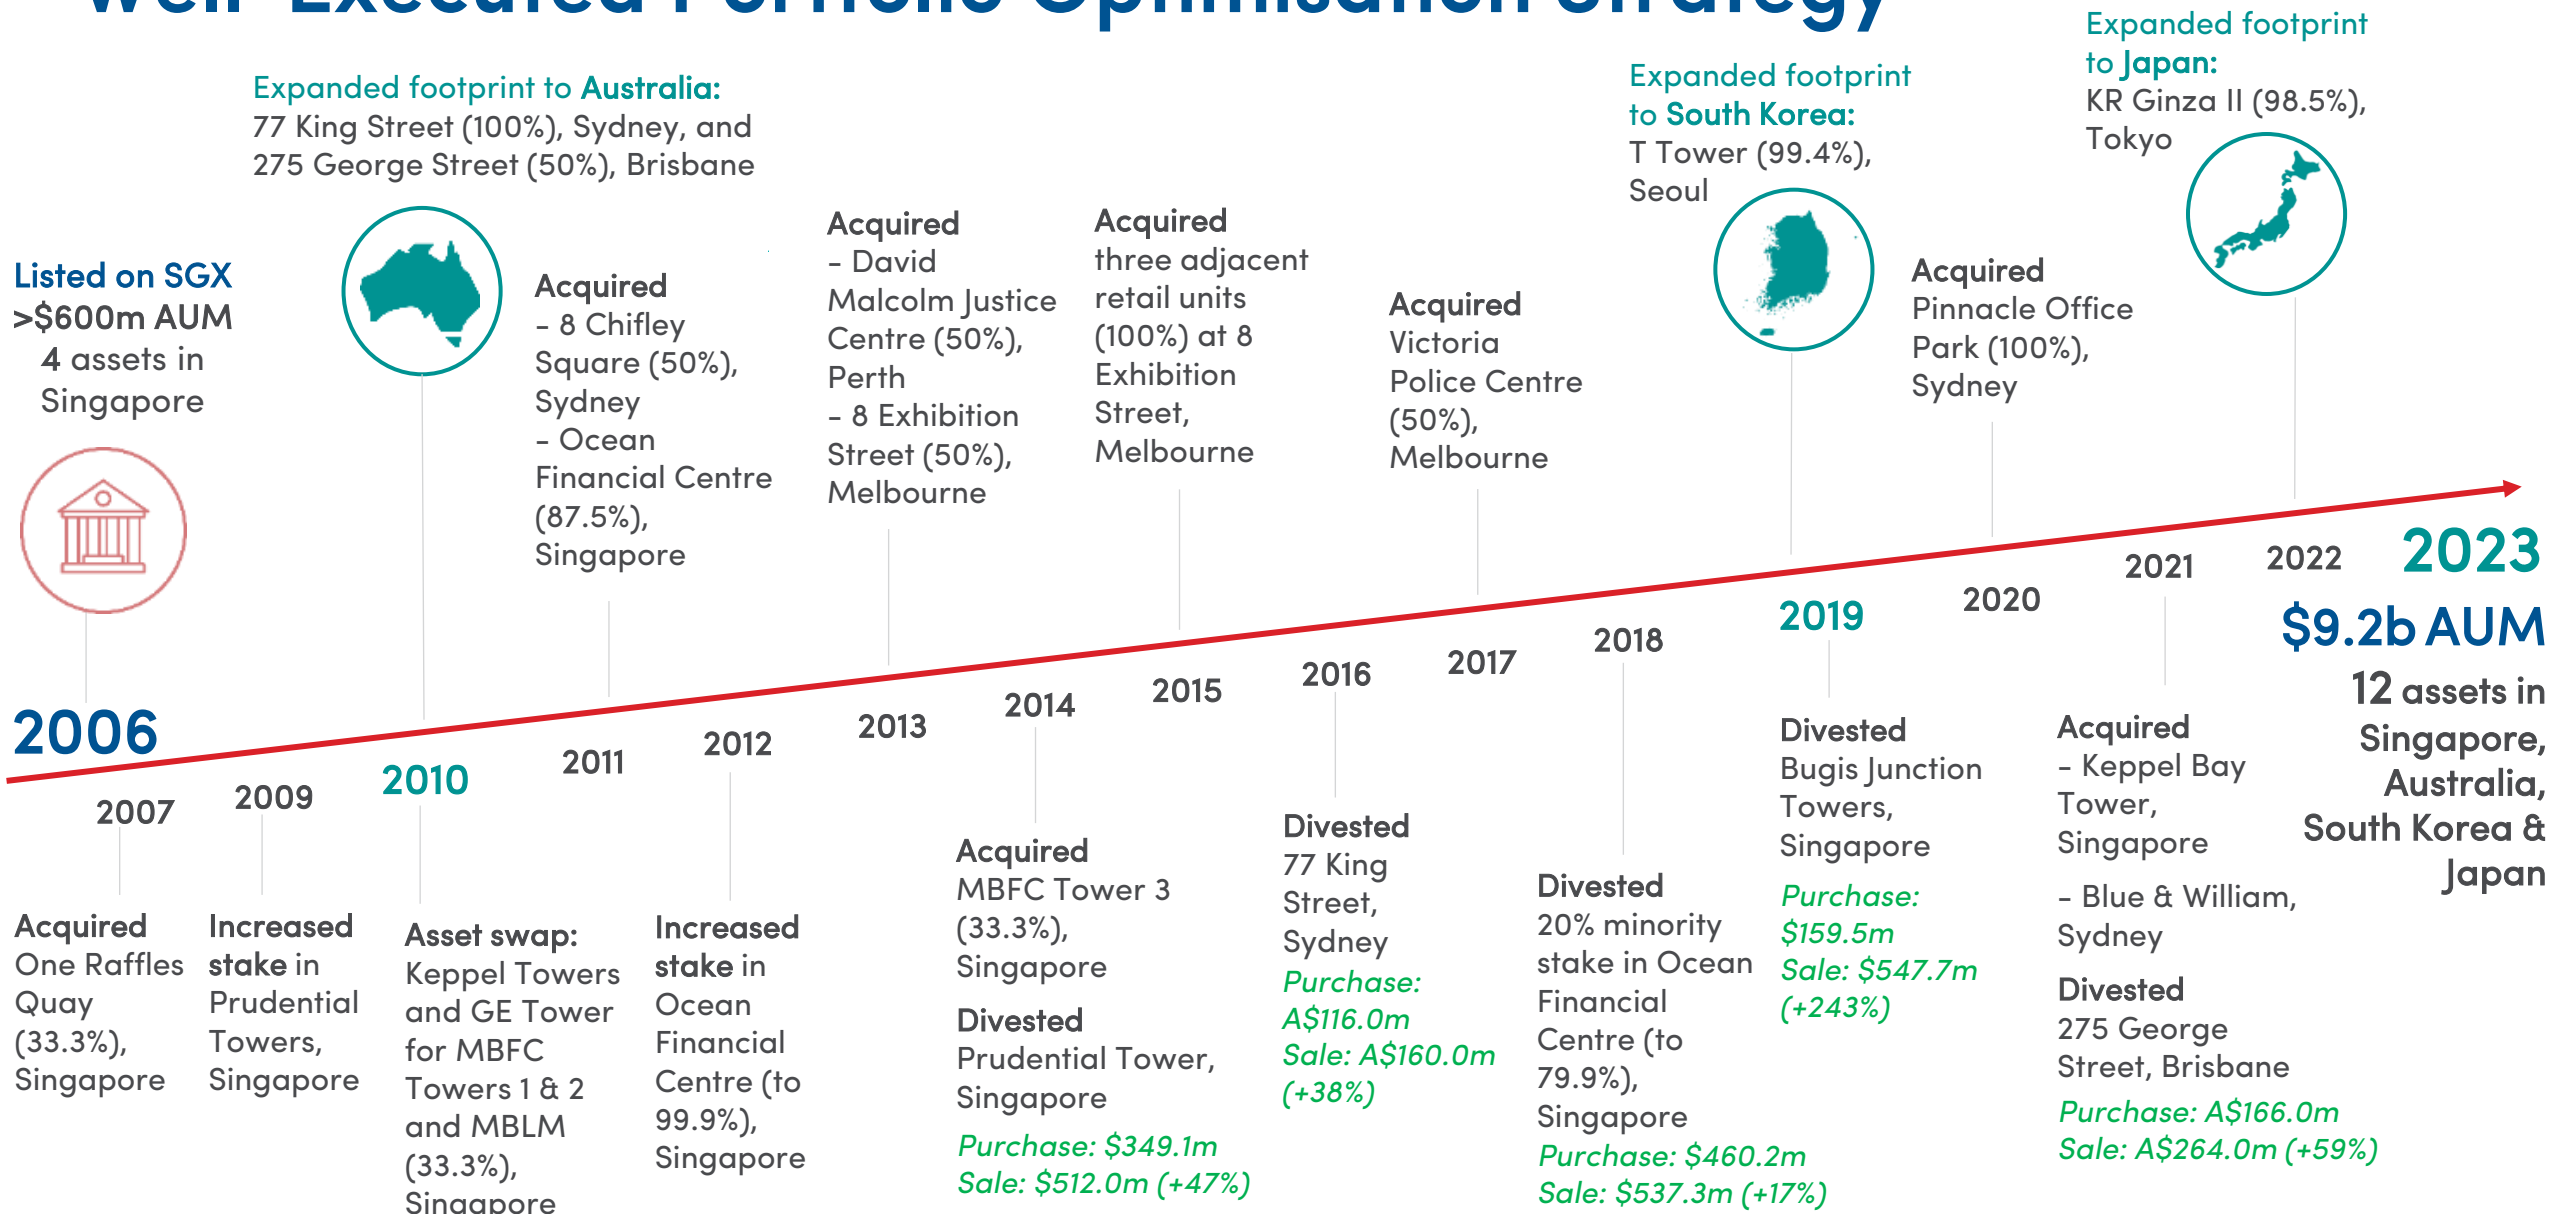 Well-Executed Portfolio Optimisation Strategy
Listed on SGX
>$600m AUM
4 assets in
Singapore
2006
Expanded footprint to Australia:
77 King Street (100%), Sydney, and
275 George Street (50%), Brisbane
Acquired
- 8 Chifley
Square (50%),
Sydney
- Ocean
Financial Centre
(87.5%),
Singapore
Acquired
- David
Malcolm Justice
Centre (50%),
Perth
- 8 Exhibition
Street (50%),
Melbourne
Acquired
three adjacent
retail units
(100%) at 8
Exhibition
Street,
Melbourne
Acquired
Victoria
Police Centre
(50%),
Melbourne
Expanded footprint
to South Korea:
T Tower (99.4%),
Seoul
Acquired
Pinnacle Office
Park (100%),
Sydney
Expanded footprint
to Japan:
KR Ginza II (98.5%),
Tokyo
2007
2009
2010
2011
2012
2013
2014
2015
2016
2017
2018
2019
2020
2021
2022
2023
$9.2b AUM
12 assets in
Singapore,
Australia,
South Korea &
Japan
Acquired
One Raffles
Quay
(33.3%),
Singapore
Increased
stake in
Prudential
Towers,
Singapore
Asset swap:
Keppel Towers
and GE Tower
for MBFC
Towers 1 & 2
and MBLM
(33.3%),
Singapore
Increased
stake in
Ocean
Financial
Centre (to
99.9%),
Singapore
Acquired
MBFC Tower 3
(33.3%),
Singapore
Divested
Prudential Tower,
Singapore
Purchase: $349.1m
Sale: $512.0m (+47%)
Divested
77 King
Street,
Sydney
Purchase:
A$116.0m
Sale: A$160.0m
(+38%)
Divested
20% minority
stake in Ocean
Financial
Centre (to
79.9%),
Singapore
Purchase: $460.2m
Sale: $537.3m (+17%)
Divested
Bugis Junction
Towers,
Singapore
Purchase:
$159.5m
Sale: $547.7m
(+243%)
Acquired
- Keppel Bay
Tower,
Singapore
- Blue & William,
Sydney
Divested
275 George
Street, Brisbane
Purchase: A$166.0m
Sale: A$264.0m (+59%)